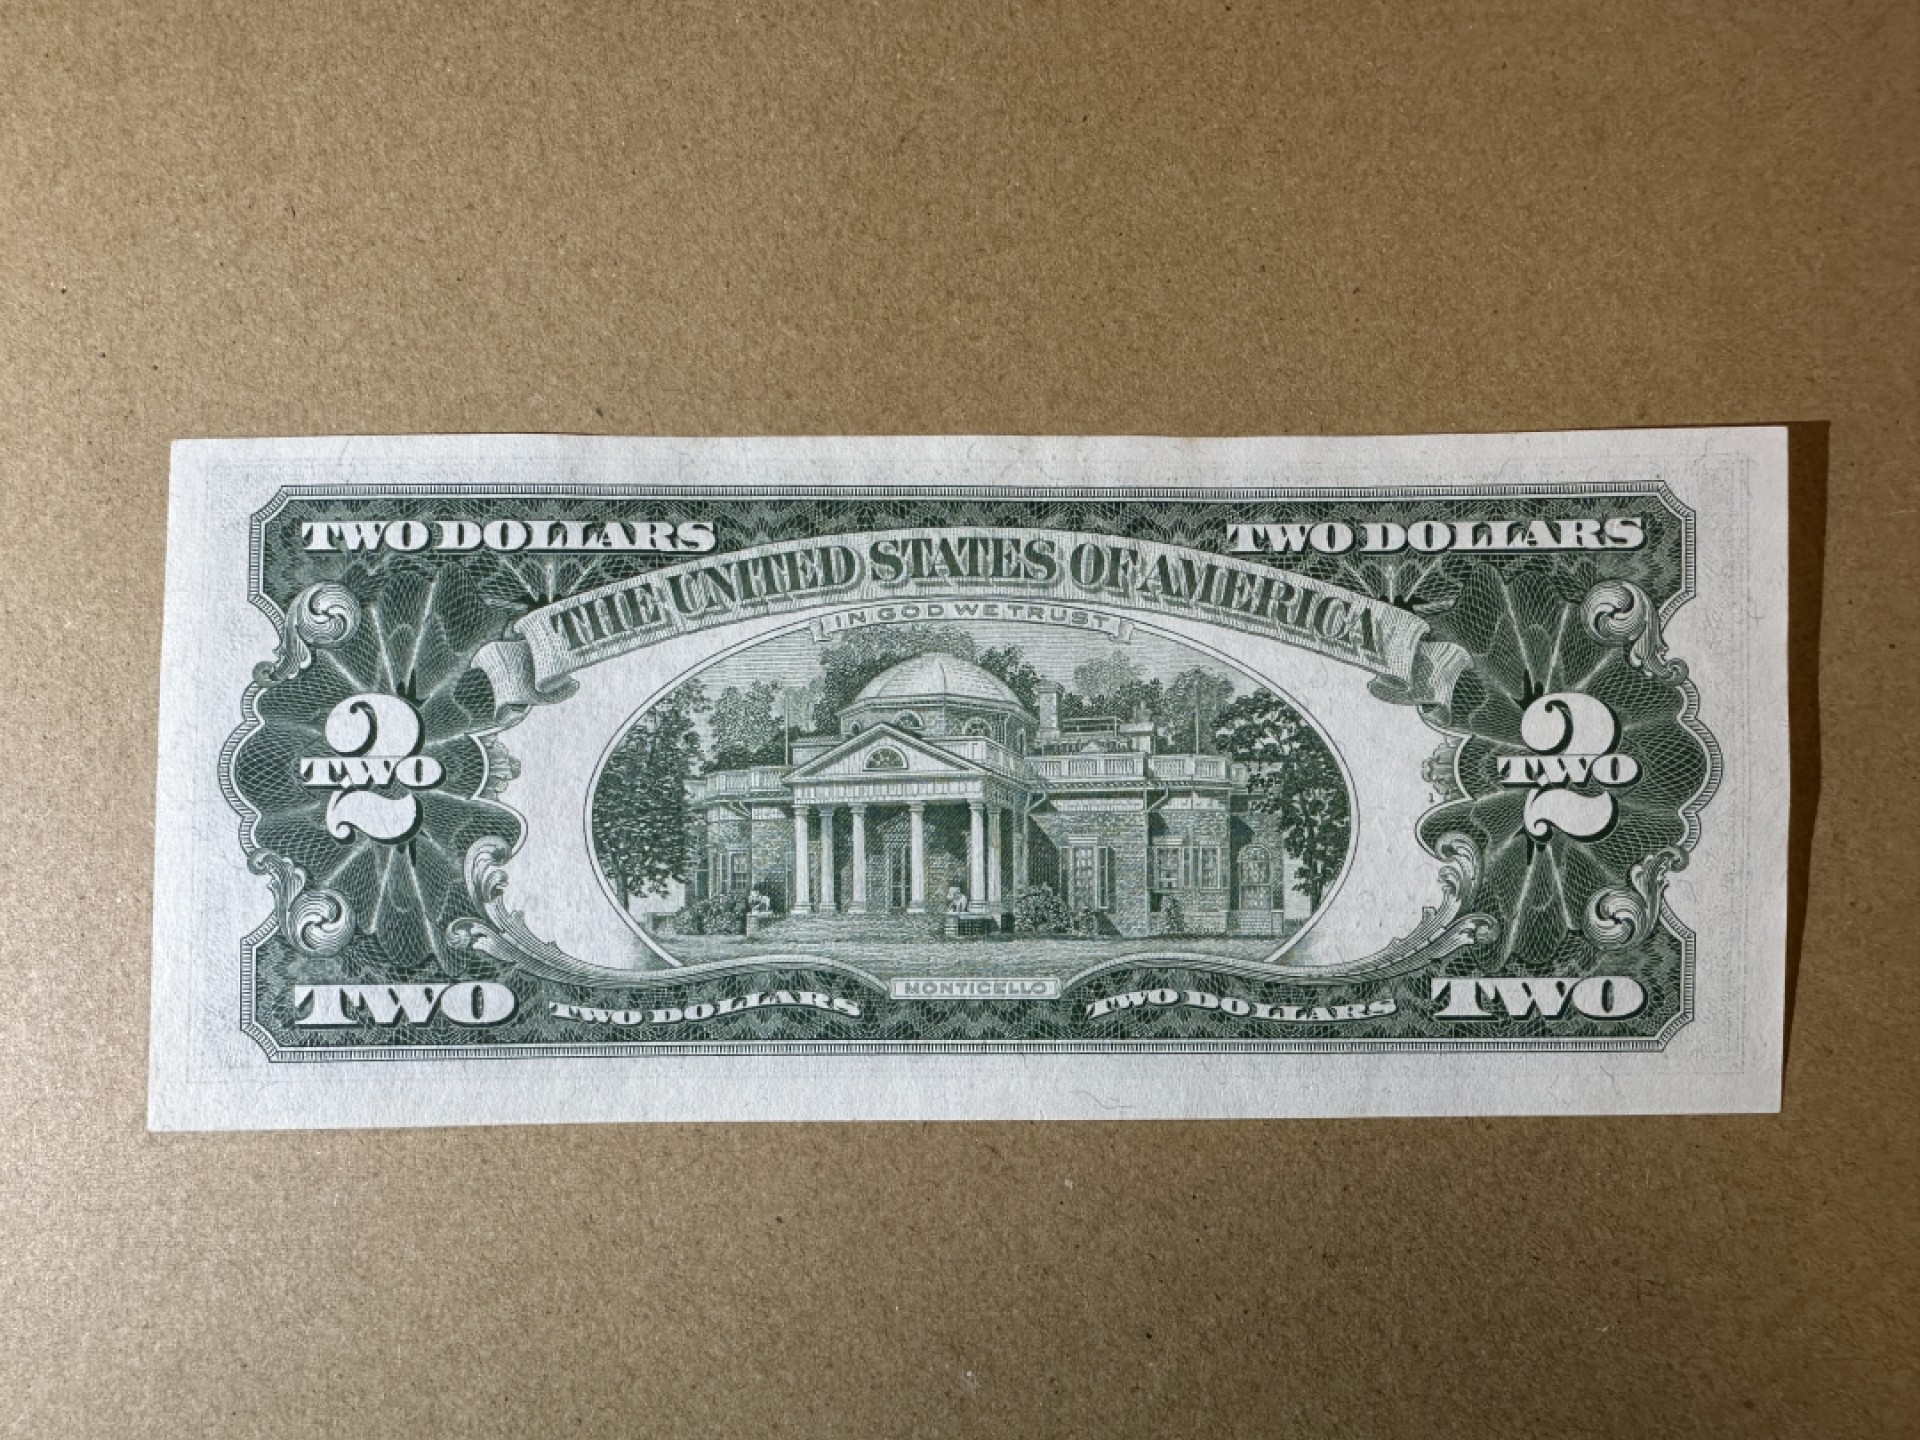 TWO DOLLARS TWO DOLLARS
THE UNITED STATES OF AMERICA
IN GOD WE TRUST
2 2
TWO TWO
MONTICELLO
TWO TWO DOLLARS TWO DOLLARS TWO